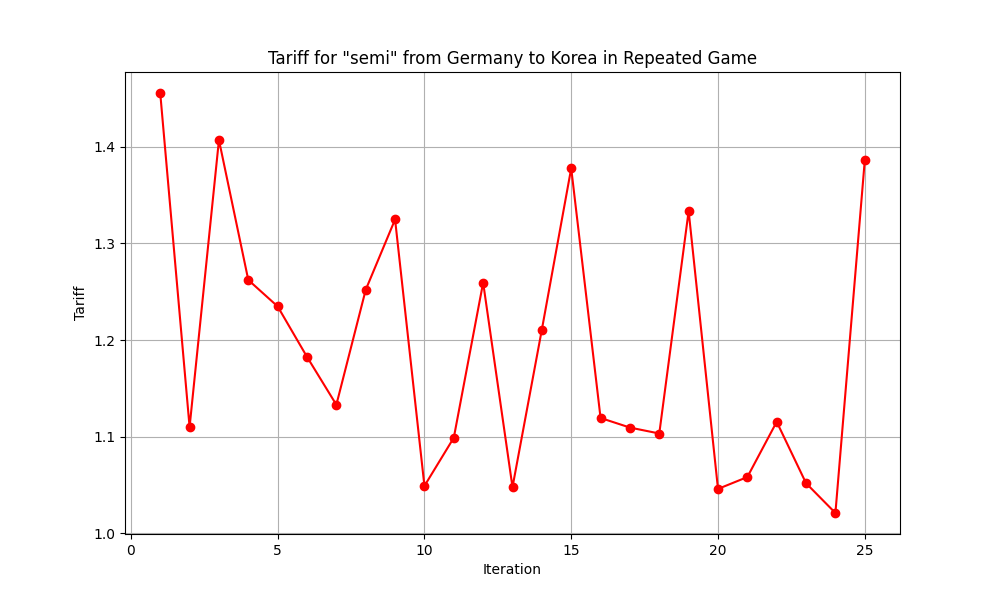 Tariff for "semi" from Germany to Korea in Repeated Game
Tariff
1.4
1.3
1.2
1.1
1.0
0 5 10 15 20 25
Iteration